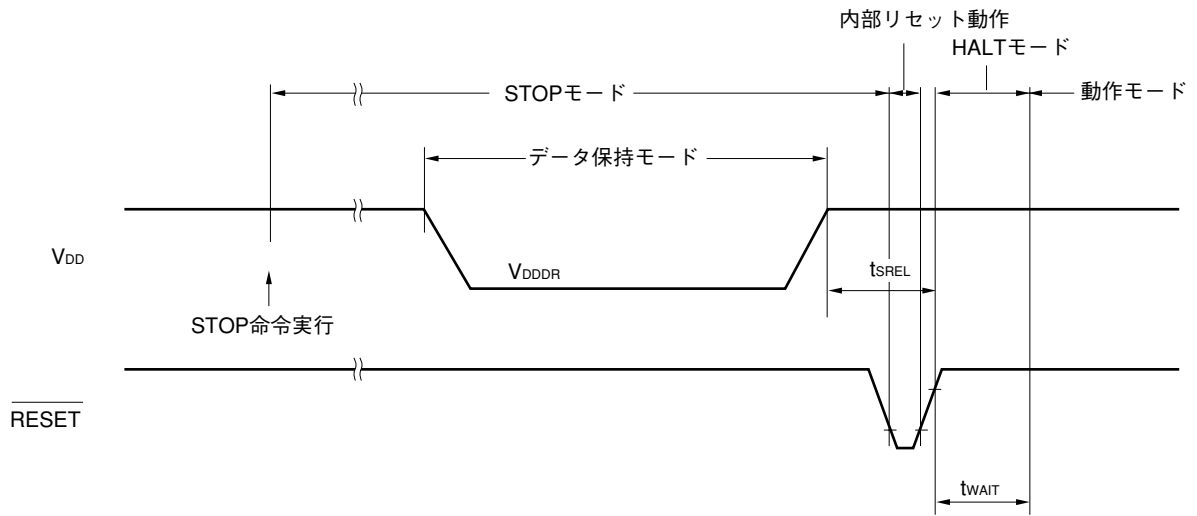 内部リセット動作
HALTモード
STOPモード
動作モード
データ保持モード
VDD
VDDDR
tSREL
STOP命令実行
RESET
tWAIT